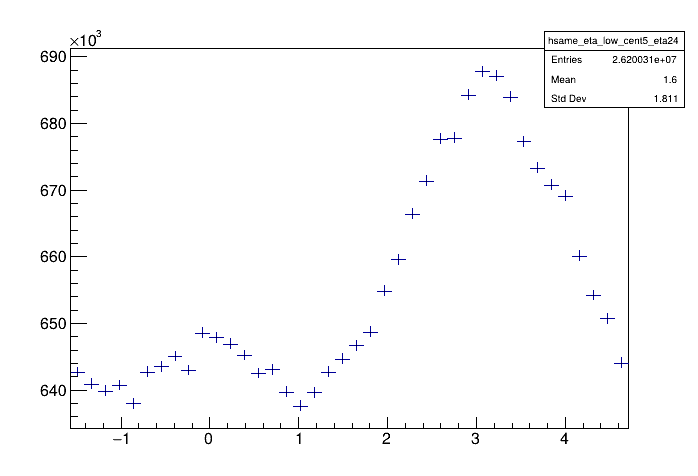 ×10³
hsame_eta_low_cent5_eta24
Entries 2.620031e+07
Mean 1.6
Std Dev 1.811
690
680
670
660
650
640
−1 0 1 2 3 4